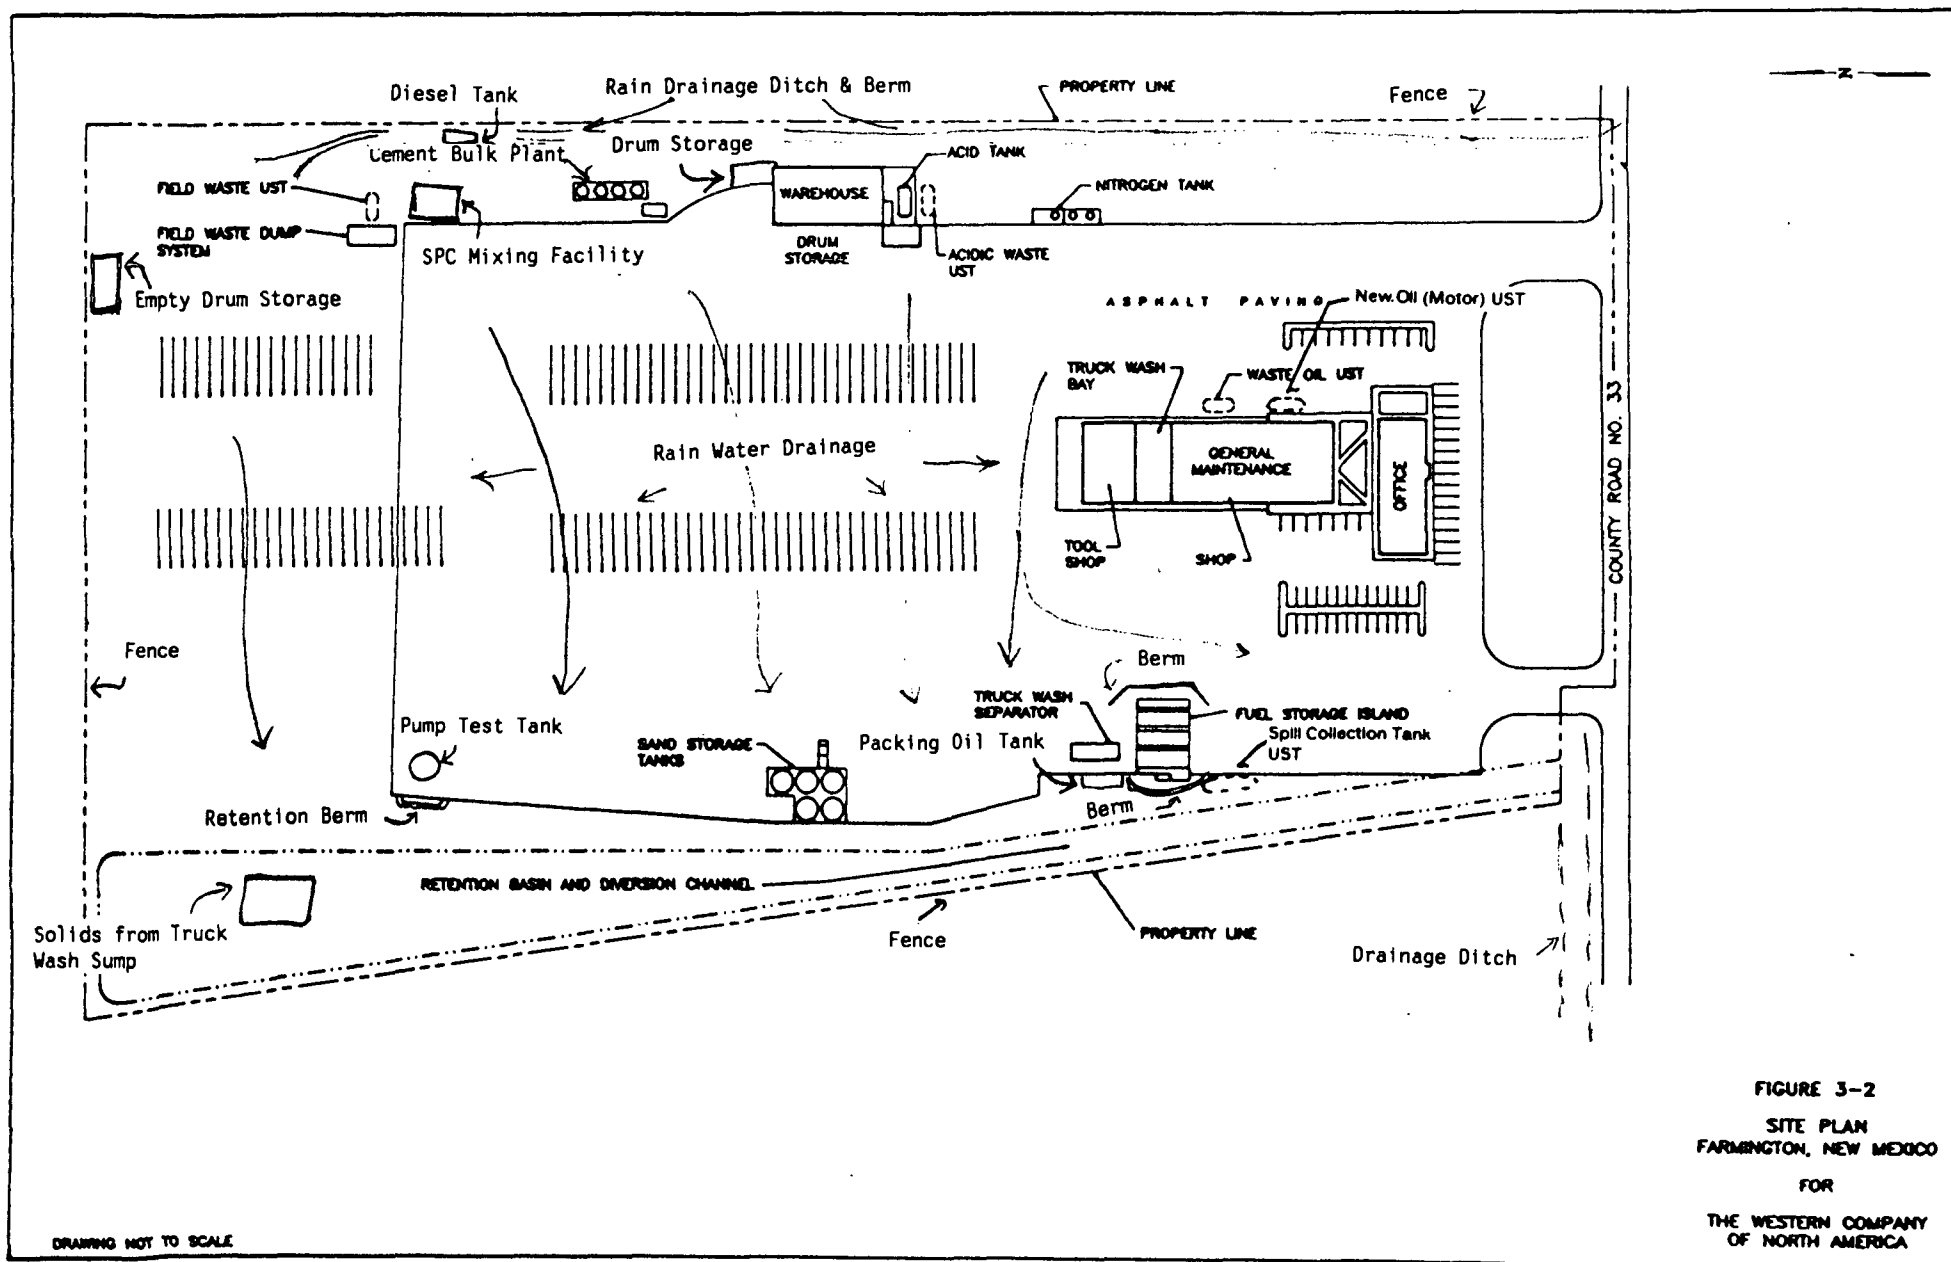 Diesel Tank
Rain Drainage Ditch & Berm
PROPERTY LINE
Fence
Z
Cement Bulk Plant
Drum Storage
ACID TANK
FIELD WASTE UST
WAREHOUSE
NITROGEN TANK
FIELD WASTE DUMP
SYSTEM
SPC Mixing Facility
DRUM
STORAGE
ACIDIC WASTE
UST
Empty Drum Storage
ASPHALT PAVING
New Oil (Motor) UST
TRUCK WASH
BAY
WASTE OIL UST
Rain Water Drainage
GENERAL
MAINTENANCE
OFFICE
COUNTY ROAD NO. 33
TOOL
SHOP
SHOP
Fence
Berm
TRUCK WASH
SEPARATOR
FUEL STORAGE ISLAND
Spill Collection Tank
UST
Pump Test Tank
SAND STORAGE
TANKS
Packing Oil Tank
Berm
Retention Berm
RETENTION BASIN AND DIVERSION CHANNEL
Solids from Truck
Wash Sump
Fence
PROPERTY LINE
Drainage Ditch
FIGURE 3-2
SITE PLAN
FARMINGTON, NEW MEXICO
FOR
THE WESTERN COMPANY
OF NORTH AMERICA
DRAWING NOT TO SCALE